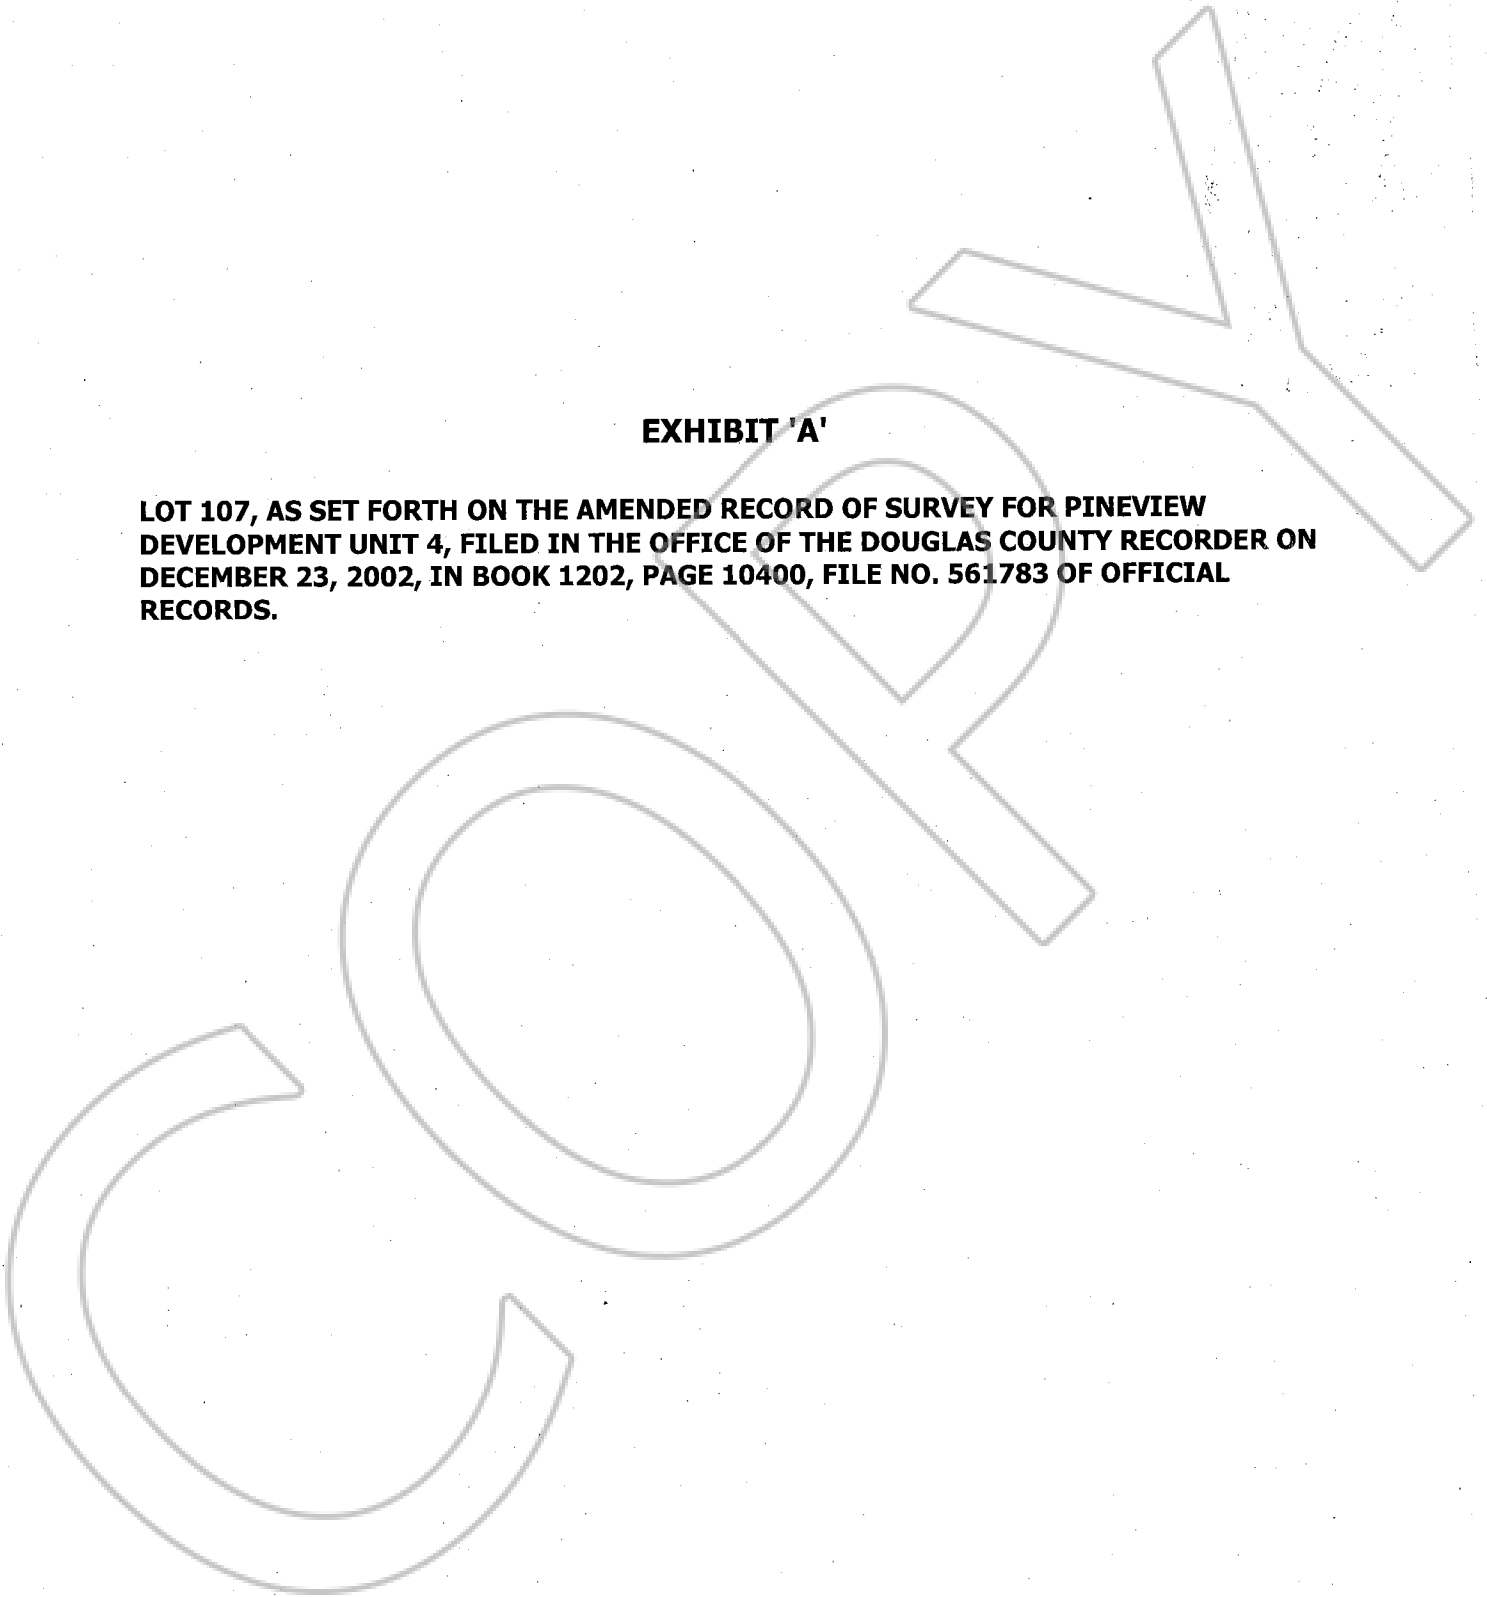 EXHIBIT 'A'
LOT 107, AS SET FORTH ON THE AMENDED RECORD OF SURVEY FOR PINEVIEW
DEVELOPMENT UNIT 4, FILED IN THE OFFICE OF THE DOUGLAS COUNTY RECORDER ON
DECEMBER 23, 2002, IN BOOK 1202, PAGE 10400, FILE NO. 561783 OF OFFICIAL
RECORDS.
COPY